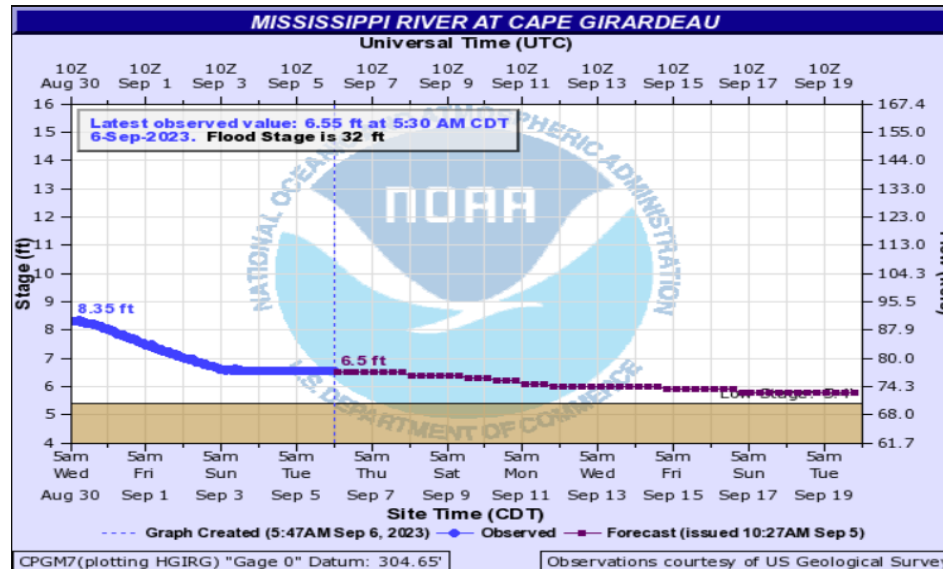 MISSISSIPPI RIVER AT CAPE GIRARDEAU
Universal Time (UTC)
10Z 10Z 10Z 10Z 10Z 10Z 10Z 10Z 10Z 10Z 10Z
Aug 30 Sep 1 Sep 3 Sep 5 Sep 7 Sep 9 Sep 11 Sep 13 Sep 15 Sep 17 Sep 19
Latest observed value: 6.55 ft at 5:30 AM CDT
6-Sep-2023. Flood Stage is 32 ft
16 167.4
15 155.0
14 144.0
13 133.0
12 123.0
11 113.0
10 104.3
9 95.5
8 87.9
7 80.0
6 74.3
5 68.0
4 61.7
Stage (ft)
8.35 ft
6.5 ft
Low Stage:
NATIONAL OCEANIC ATMOSPHERIC ADMINISTRATION
NOAA
U.S. DEPARTMENT OF COMMERCE
5am 5am 5am 5am 5am 5am 5am 5am 5am 5am 5am
Wed Fri Sun Tue Thu Sat Mon Wed Fri Sun Tue
Aug 30 Sep 1 Sep 3 Sep 5 Sep 7 Sep 9 Sep 11 Sep 13 Sep 15 Sep 17 Sep 19
Site Time (CDT)
Graph Created (5:47AM Sep 6, 2023) Observed Forecast (issued 10:27AM Sep 5)
CPGM7(plotting HGIRG) "Gage 0" Datum: 304.65'
Observations courtesy of US Geological Survey